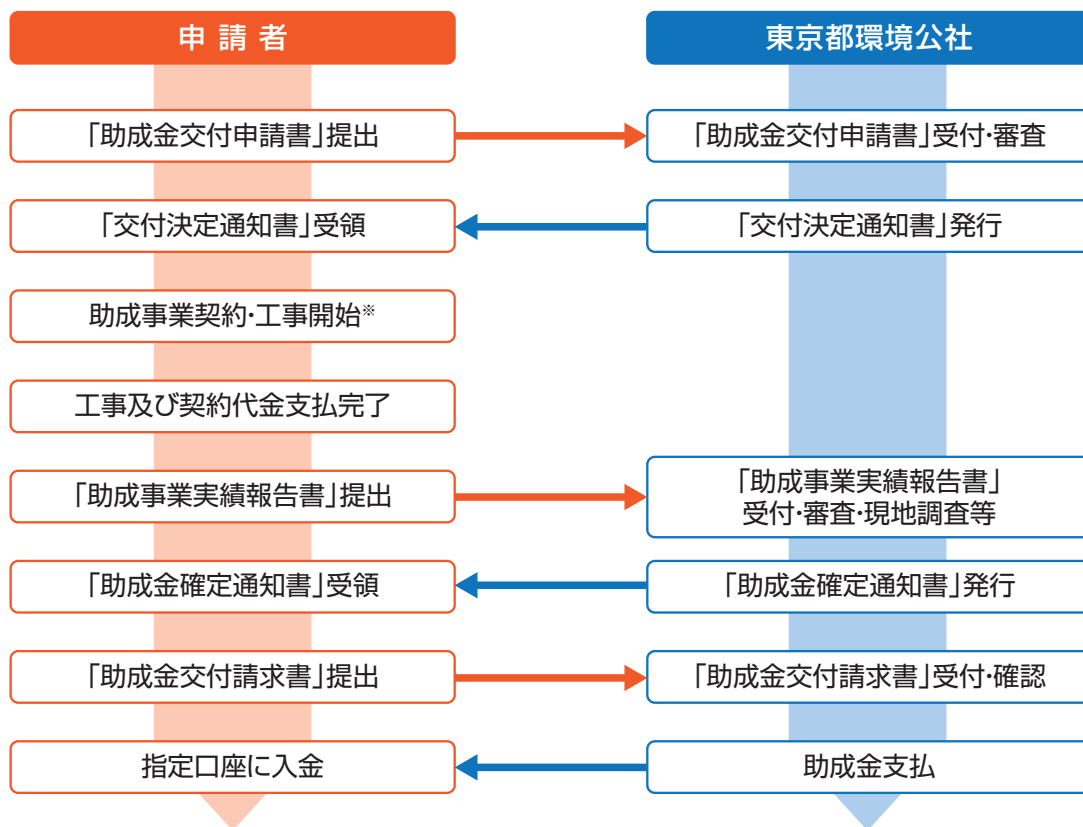 申請者
東京都環境公社
「助成金交付申請書」提出
「助成金交付申請書」受付・審査
「交付決定通知書」受領
「交付決定通知書」発行
助成事業契約・工事開始※
工事及び契約代金支払完了
「助成事業実績報告書」提出
「助成事業実績報告書」
受付・審査・現地調査等
「助成金確定通知書」受領
「助成金確定通知書」発行
「助成金交付請求書」提出
「助成金交付請求書」受付・確認
指定口座に入金
助成金支払